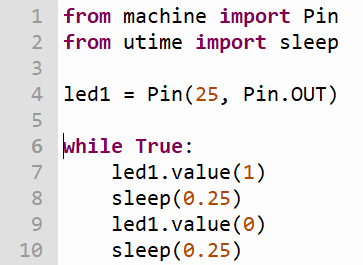 1 from machine import Pin
2 from utime import sleep
3
4 led1 = Pin(25, Pin.OUT)
5
6 while True:
7     led1.value(1)
8     sleep(0.25)
9     led1.value(0)
10     sleep(0.25)